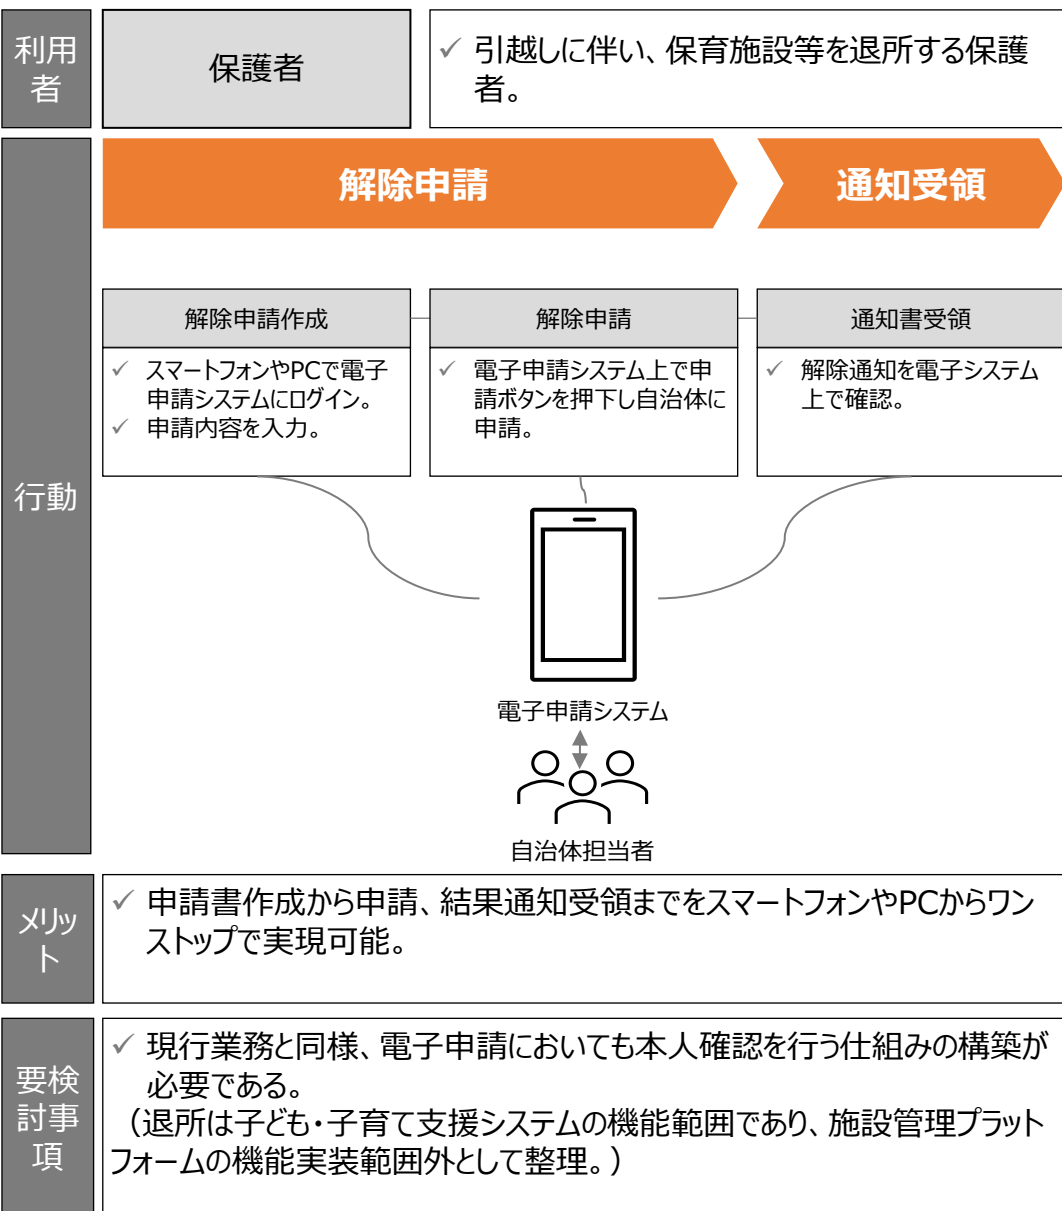 利用
者
保護者
✓ 引越しに伴い、保育施設等を退所する保護
者。
行動
解除申請
通知受領
解除申請作成
✓ スマートフォンやPCで電子
申請システムにログイン。
✓ 申請内容を入力。
解除申請
✓ 電子申請システム上で申
請ボタンを押下し自治体に
申請。
通知書受領
✓ 解除通知を電子システム
上で確認。
電子申請システム
自治体担当者
メリッ
ト
✓ 申請書作成から申請、結果通知受領までをスマートフォンやPCからワン
ストップで実現可能。
要検
討事
項
✓ 現行業務と同様、電子申請においても本人確認を行う仕組みの構築が
必要である。
（退所は子ども・子育て支援システムの機能範囲であり、施設管理プラット
フォームの機能実装範囲外として整理。）